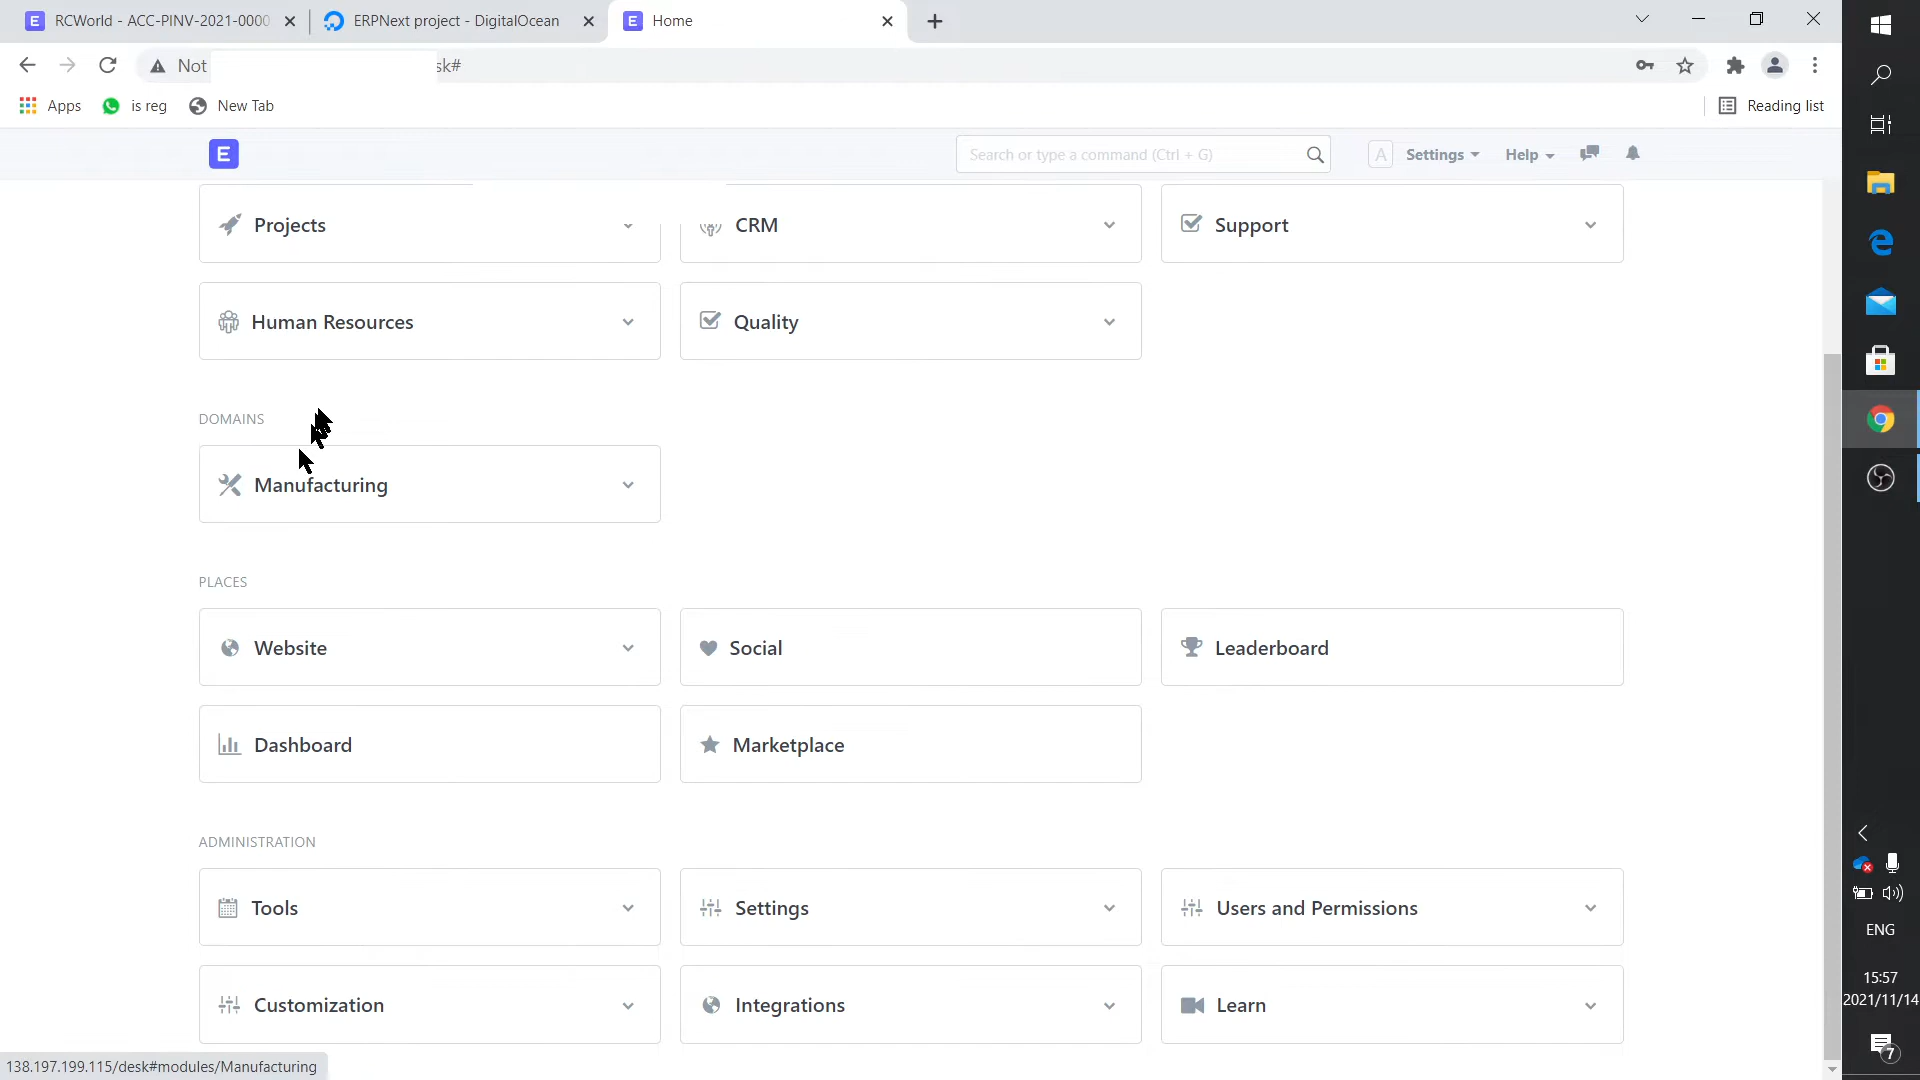 RCWorld - ACC-PINV-2021-0000
ERPNext project - DigitalOcean
E Home
Not sk#
Apps is reg New Tab Reading list
E Search or type a command (Ctrl + G) A Settings Help
Projects CRM Support
Human Resources Quality
DOMAINS
Manufacturing
PLACES
Website Social Leaderboard
Dashboard Marketplace
ADMINISTRATION
Tools Settings Users and Permissions
Customization Integrations Learn
138.197.199.115/desk#modules/Manufacturing
ENG
15:57
2021/11/14
7